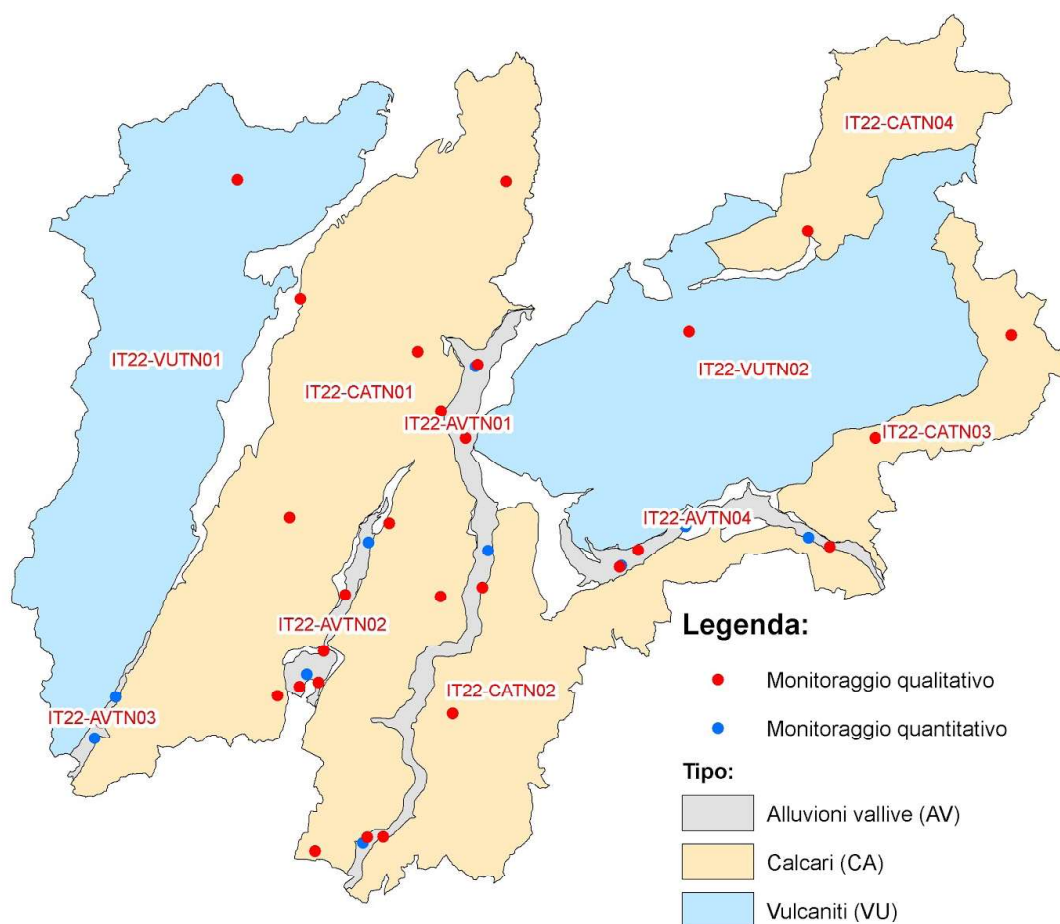 IT22-CATN04
IT22-VUTN01
IT22-CATN01
IT22-VUTN02
IT22-AVTN01
IT22-CATN03
IT22-AVTN04
IT22-AVTN02
IT22-CATN02
IT22-AVTN03
Legenda:
Monitoraggio qualitativo
Monitoraggio quantitativo
Tipo:
Alluvioni vallive (AV)
Calcari (CA)
Vulcaniti (VU)